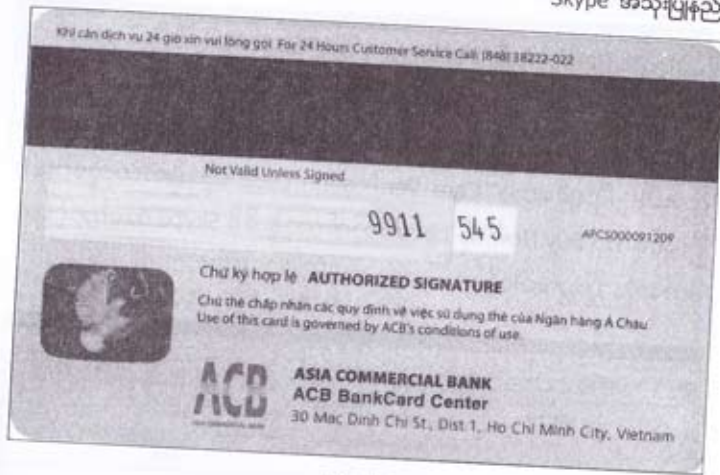 Skype
Khi cần dịch vụ 24 giờ xin vui lòng gọi For 24 Hours Customer Service Call: (848) 38222-022
Not Valid Unless Signed
9911 545 APCS000091209
Chữ ký hợp lệ AUTHORIZED SIGNATURE
Chủ thẻ chấp nhận các quy định về việc sử dụng thẻ của Ngân hàng Á Châu
Use of this card is governed by ACB's conditions of use.
ACB
ASIA COMMERCIAL BANK
ACB BankCard Center
30 Mac Dinh Chi St., Dist 1, Ho Chi Minh City, Vietnam